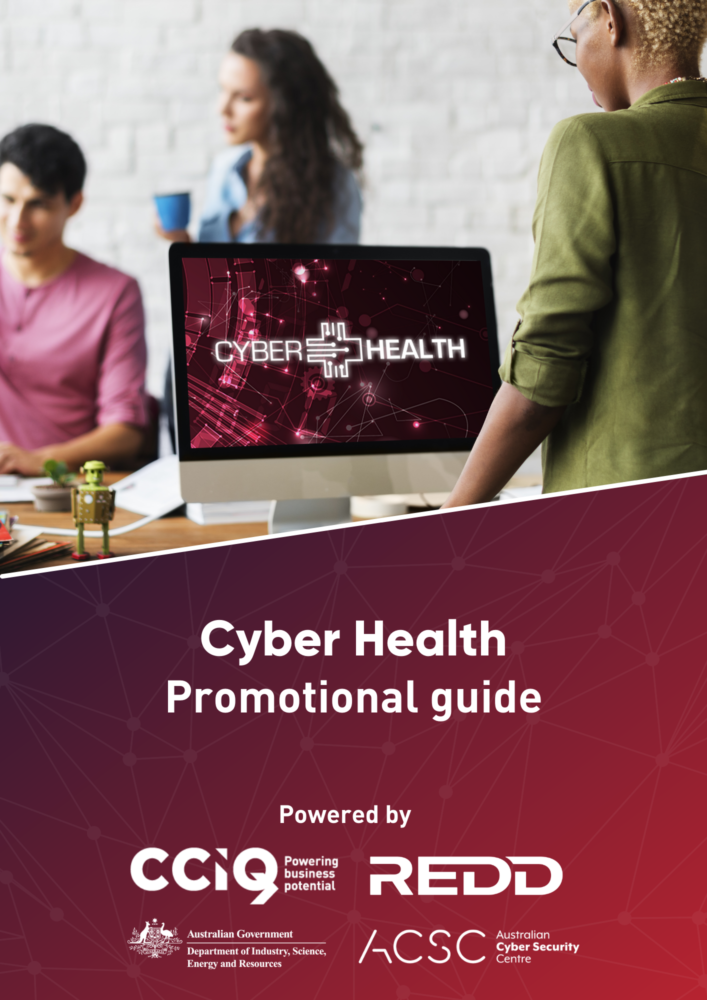 CYBER HEALTH
Cyber Health
Promotional guide
Powered by
CCiQ
Powering
business
potential
REDD
AUSTRALIA
Australian Government
Department of Industry, Science,
Energy and Resources
ACSC
Australian
Cyber Security
Centre